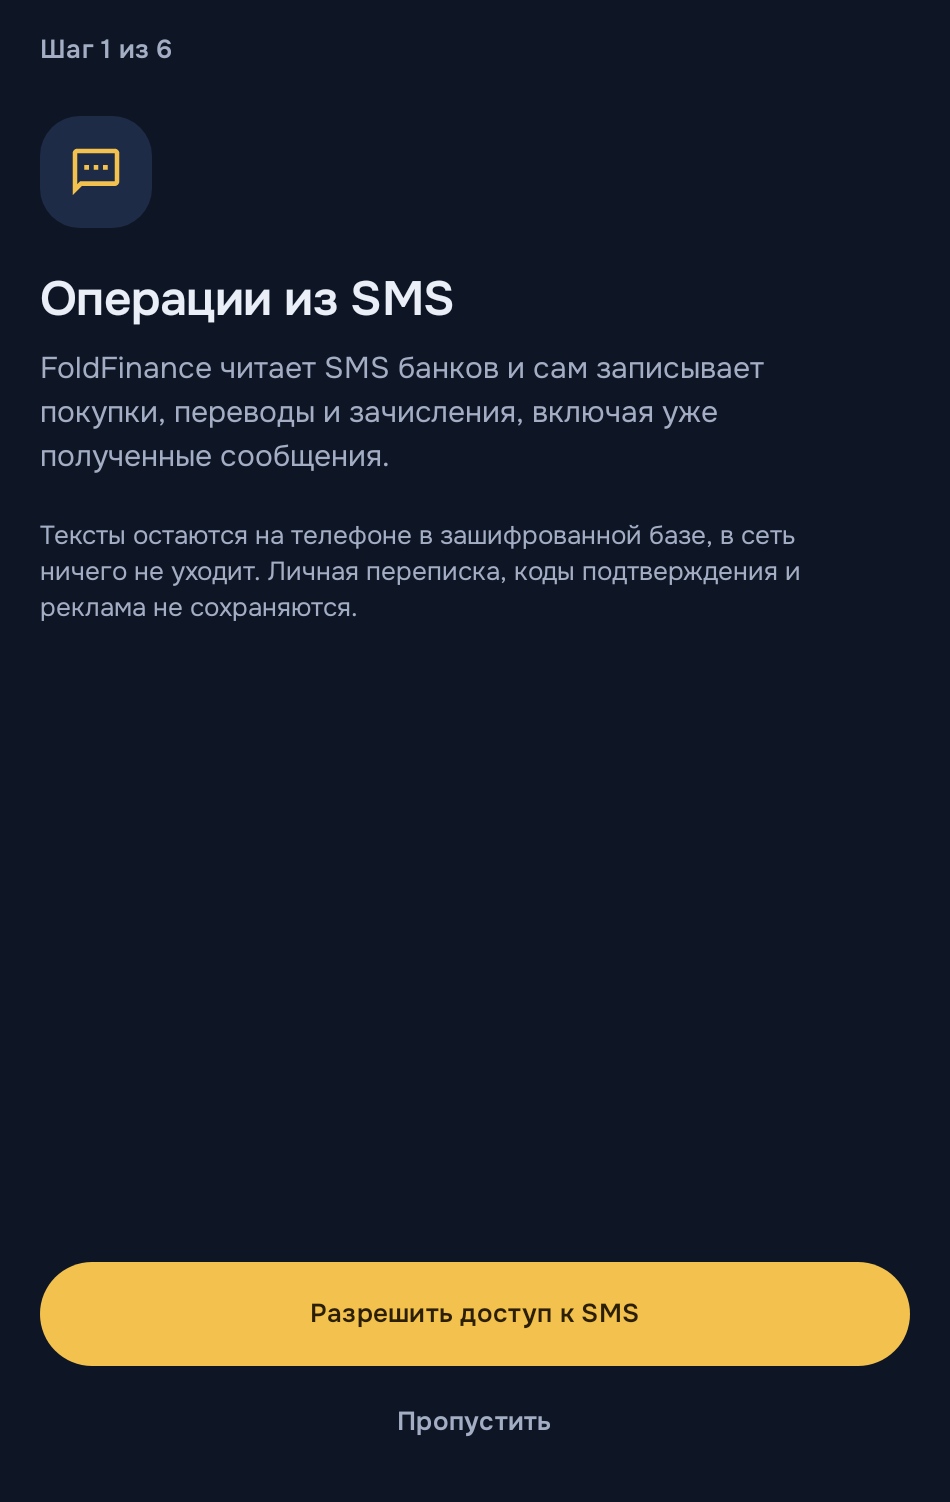 Шаг 1 из 6
Операции из SMS
FoldFinance читает SMS банков и сам записывает
покупки, переводы и зачисления, включая уже
полученные сообщения.
Тексты остаются на телефоне в зашифрованной базе, в сеть
ничего не уходит. Личная переписка, коды подтверждения и
реклама не сохраняются.
Разрешить доступ к SMS
Пропустить